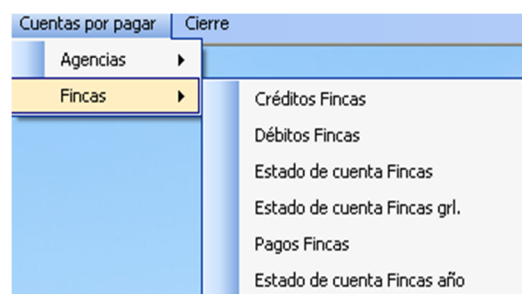 Cuentas por pagar Cierre
Agencias
Fincas
Créditos Fincas
Débitos Fincas
Estado de cuenta Fincas
Estado de cuenta Fincas grl.
Pagos Fincas
Estado de cuenta Fincas año